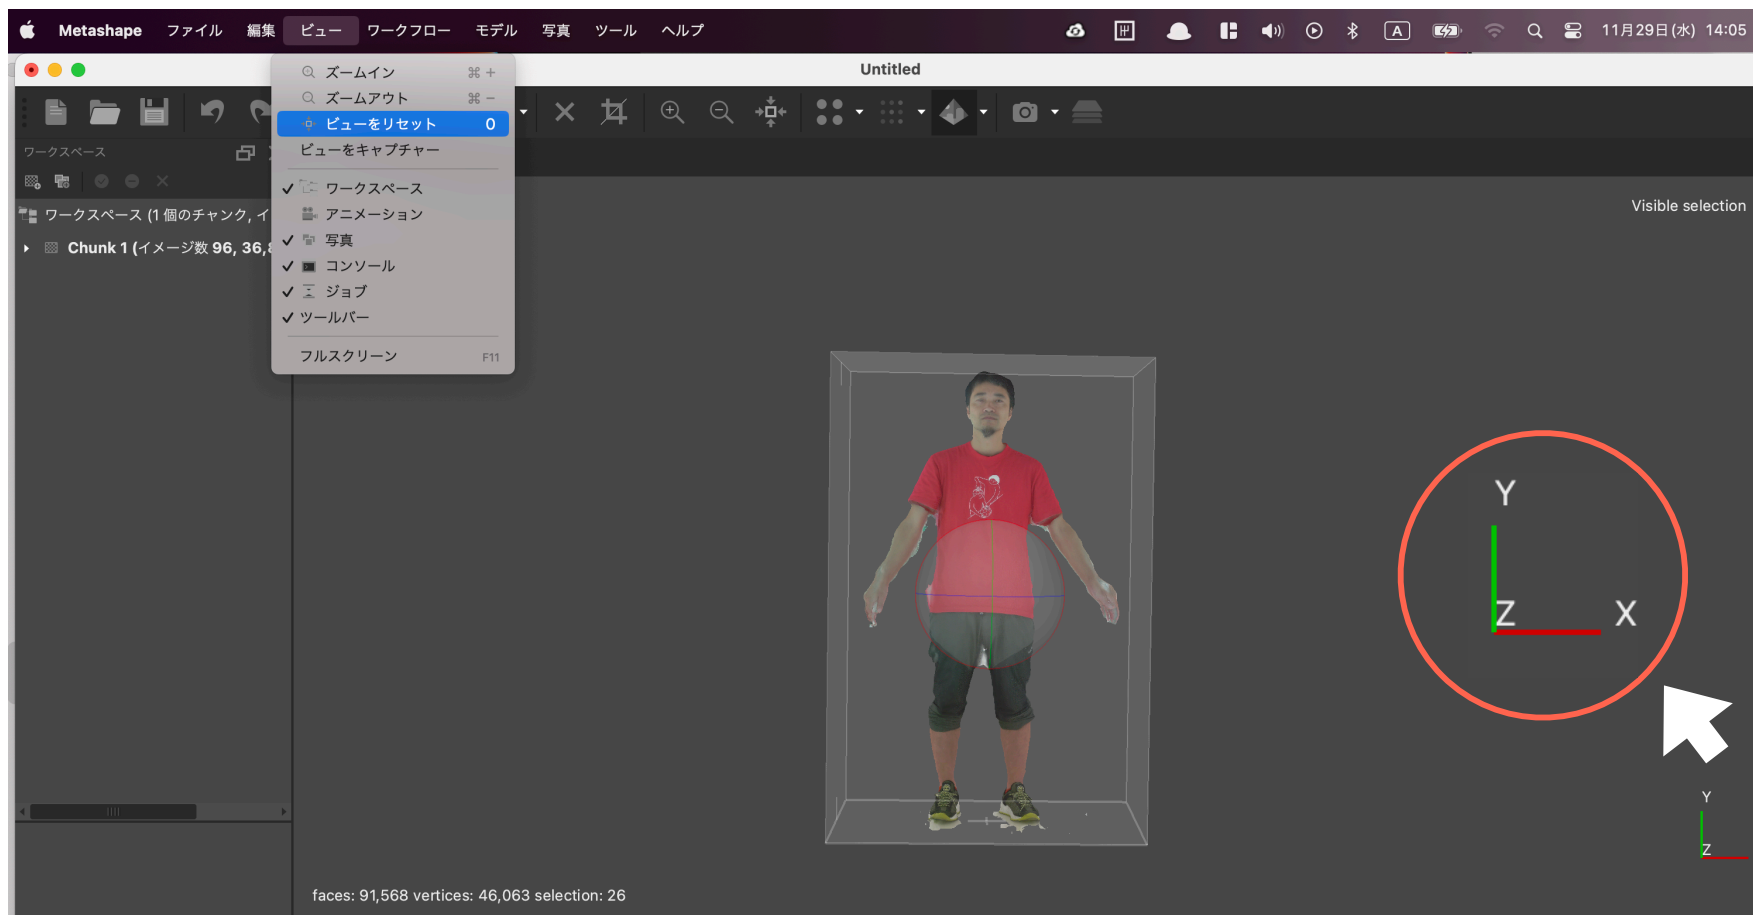 Metashape ファイル 編集 ビュー ワークフロー モデル 写真 ツール ヘルプ A 11月29日(水) 14:05
Untitled
ズームイン ⌘ +
ズームアウト ⌘ −
ビューをリセット 0
ビューをキャプチャー
ワークスペース
アニメーション
写真
コンソール
ジョブ
ツールバー
フルスクリーン F11
ワークスペース
ワークスペース (1 個のチャンク, イ
Chunk 1 (イメージ数 96, 36,
Visible selection
Y
Z X
Y
Z
faces: 91,568 vertices: 46,063 selection: 26